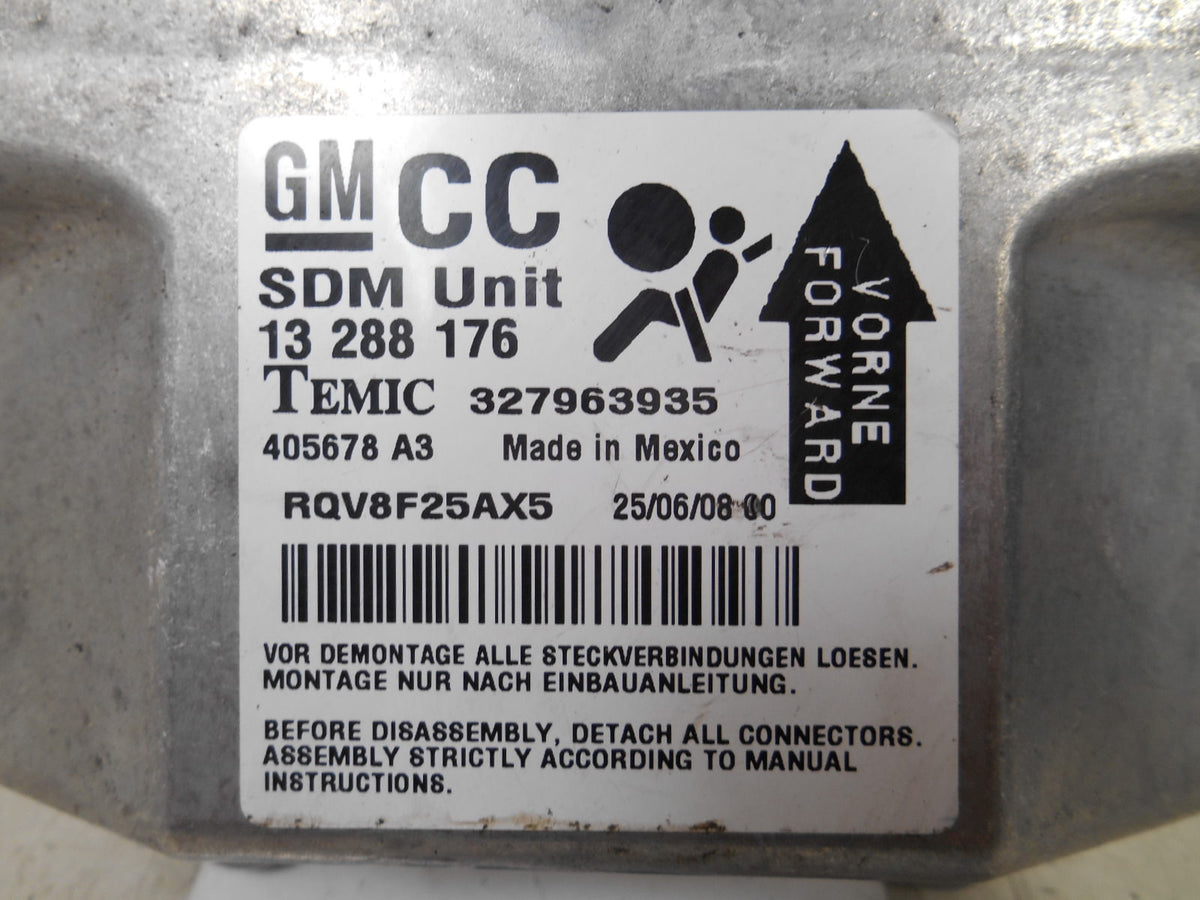 GM CC
SDM Unit
13 288 176
TEMIC 327963935
405678 A3 Made in Mexico
RQV8F25AX5 25/06/08 00
VORNE
FORWARD
VOR DEMONTAGE ALLE STECKVERBINDUNGEN LOESEN.
MONTAGE NUR NACH EINBAUANLEITUNG.
BEFORE DISASSEMBLY, DETACH ALL CONNECTORS.
ASSEMBLY STRICTLY ACCORDING TO MANUAL
INSTRUCTIONS.